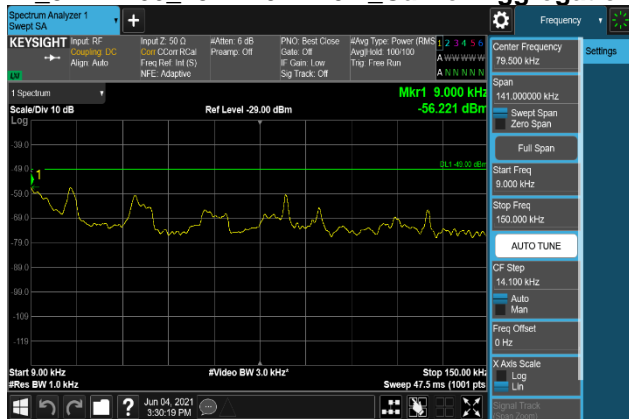 Spectrum Analyzer 1
Swept SA
Frequency
KEYSIGHT
Input: RF
Coupling: DC
Align: Auto
Input Z: 50 Ω
Corr CCorr RCal
Freq Ref: Int (S)
NFE: Adaptive
#Atten: 6 dB
Preamp: Off
PNO: Best Close
Gate: Off
IF Gain: Low
Sig Track: Off
#Avg Type: Power (RMS
Avg|Hold: 100/100
Trig: Free Run
1 2 3 4 5 6
A W W W W W
A N N N N N
1 Spectrum
Scale/Div 10 dB
Ref Level -29.00 dBm
Mkr1 9.000 kHz
-56.221 dBm
Log
-39.0
-49.0
-59.0
-69.0
-79.0
-89.0
-99.0
-109
-119
1
DL1 -49.00 dBm
Start 9.00 kHz
#Video BW 3.0 kHz*
Stop 150.00 kHz
#Res BW 1.0 kHz
Sweep 47.5 ms (1001 pts
Jun 04, 2021
3:30:19 PM
Center Frequency
79.500 kHz
Settings
Span
141.000000 kHz
Swept Span
Zero Span
Full Span
Start Freq
9.000 kHz
Stop Freq
150.000 kHz
AUTO TUNE
CF Step
14.100 kHz
Auto
Man
Freq Offset
0 Hz
X Axis Scale
Log
Lin
Signal Track
(Span Zoom)